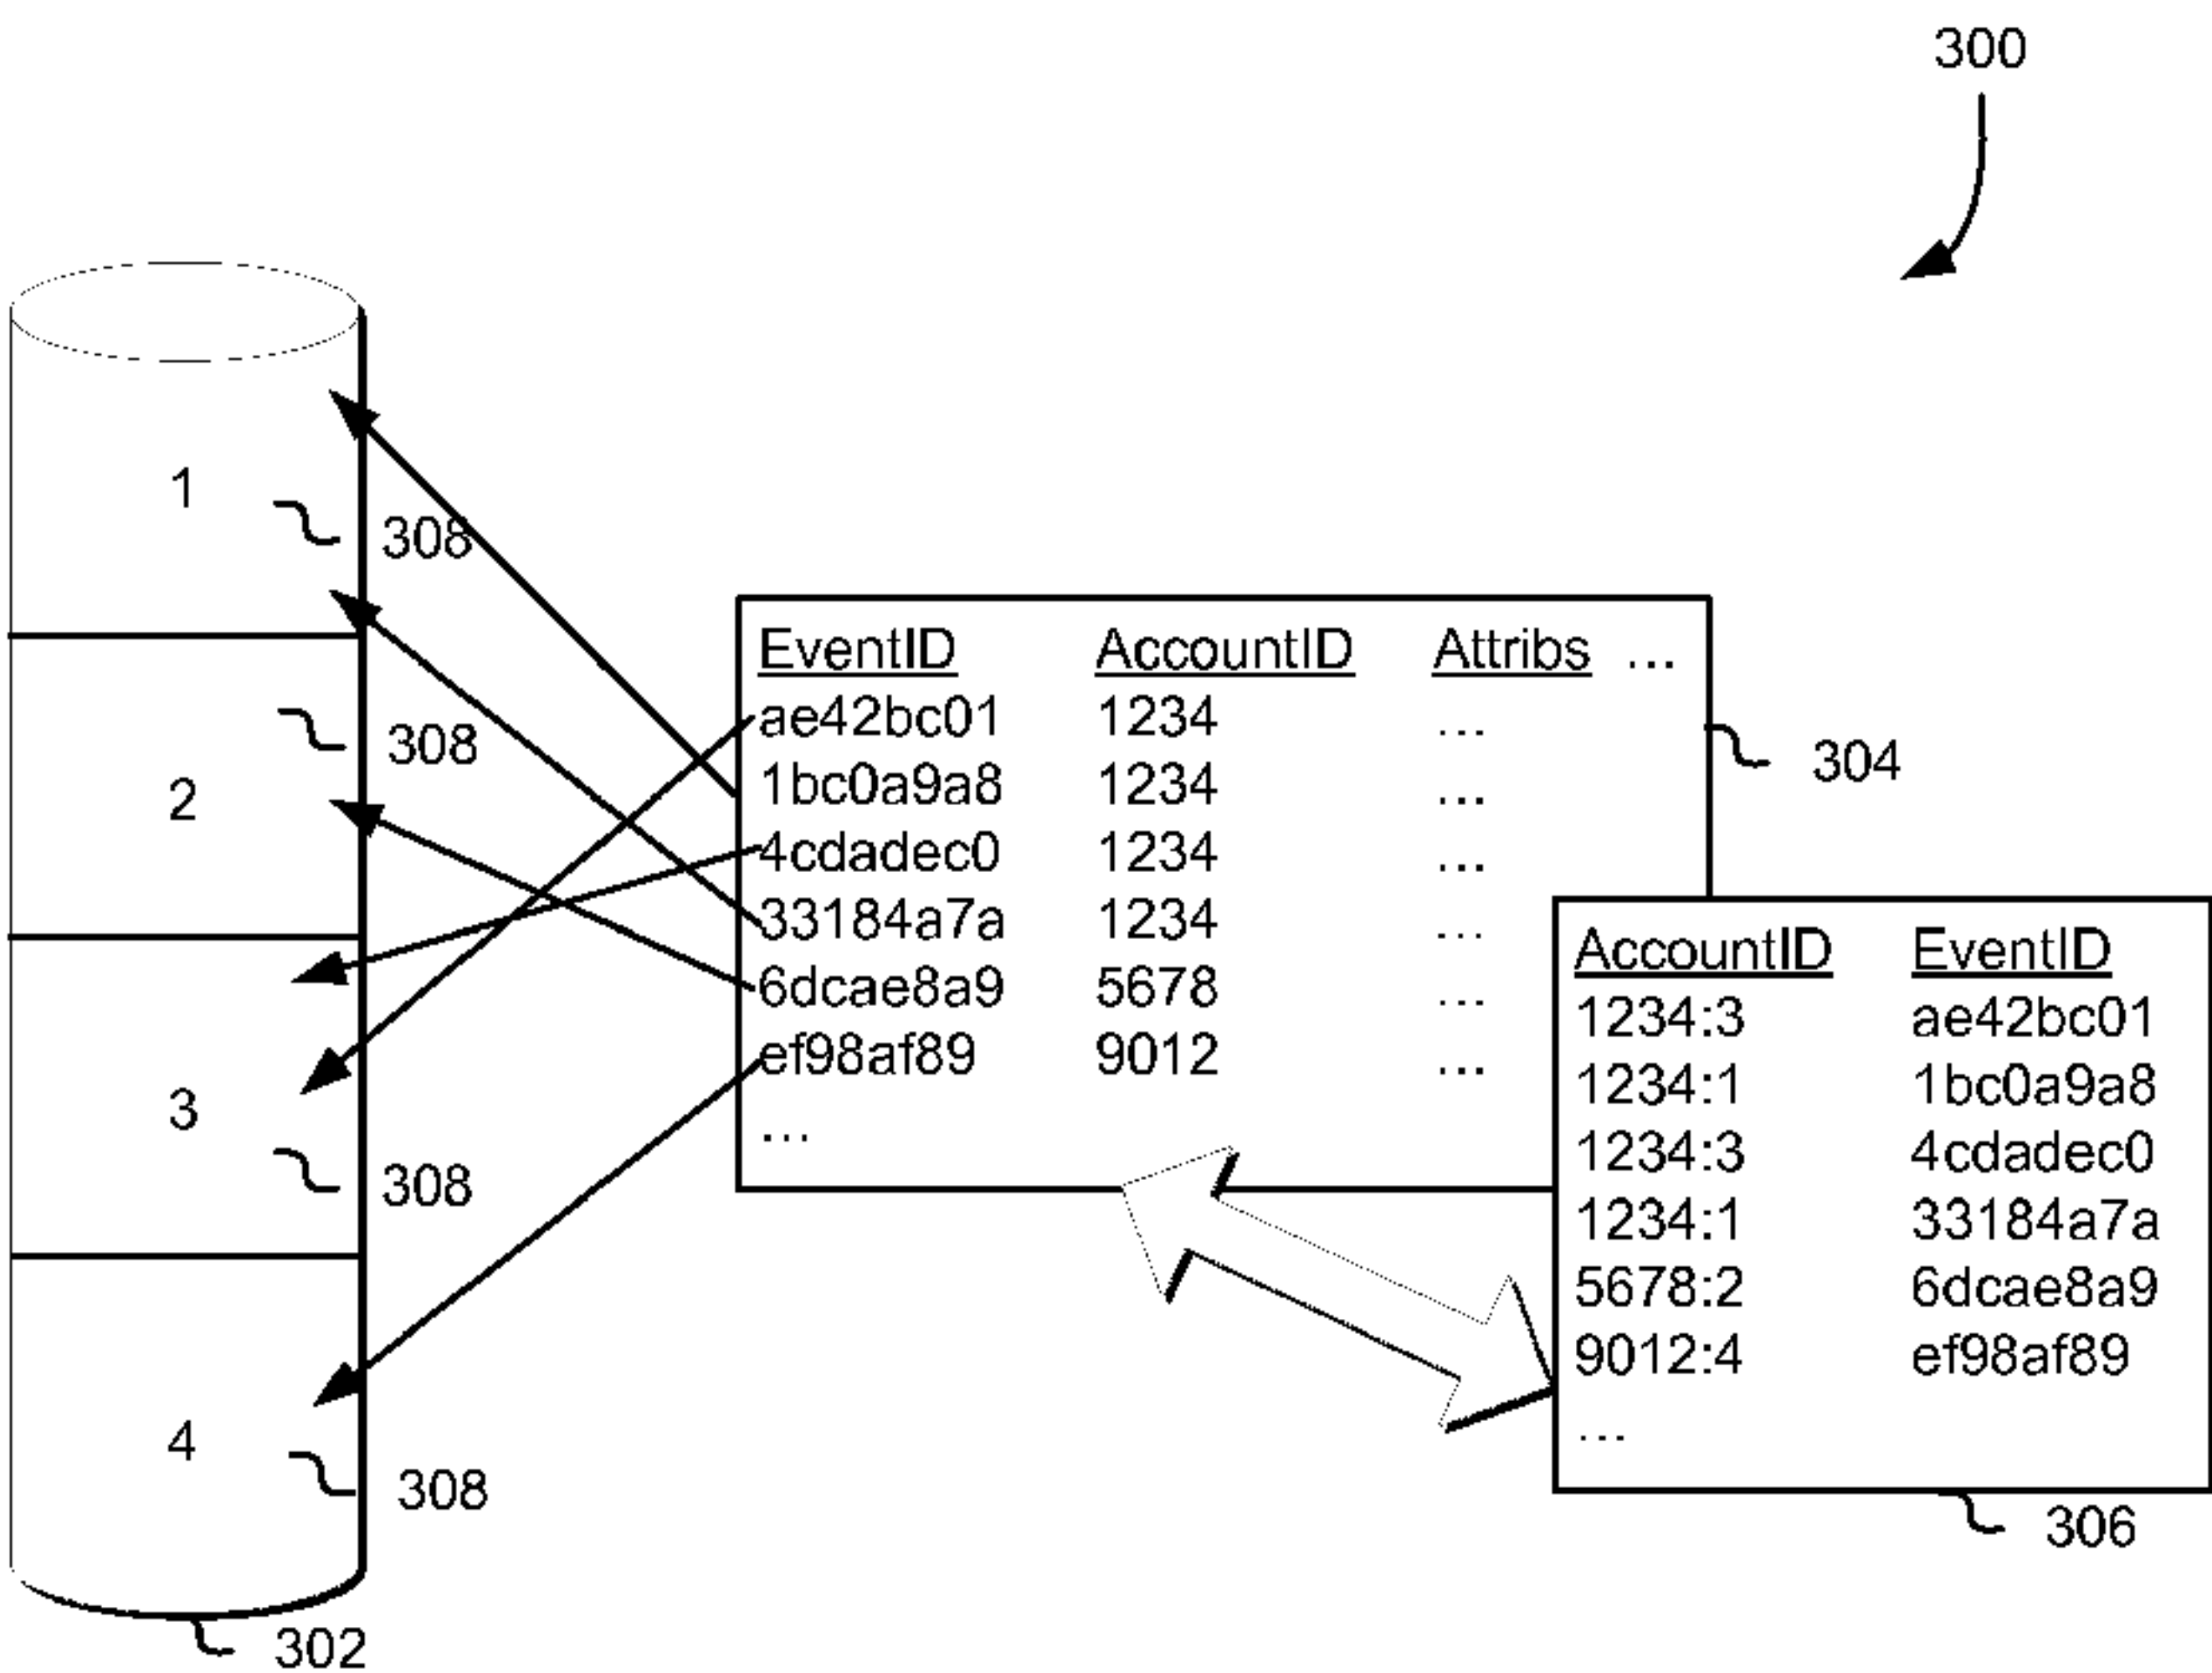 300
1
308
308
2
3
308
4
308
302
EventID AccountID Attribs ...
ae42bc01 1234 ...
1bc0a9a8 1234 ...
4cdadec0 1234 ...
33184a7a 1234 ...
6dcae8a9 5678 ...
ef98af89 9012 ...
...
304
AccountID EventID
1234:3 ae42bc01
1234:1 1bc0a9a8
1234:3 4cdadec0
1234:1 33184a7a
5678:2 6dcae8a9
9012:4 ef98af89
...
306